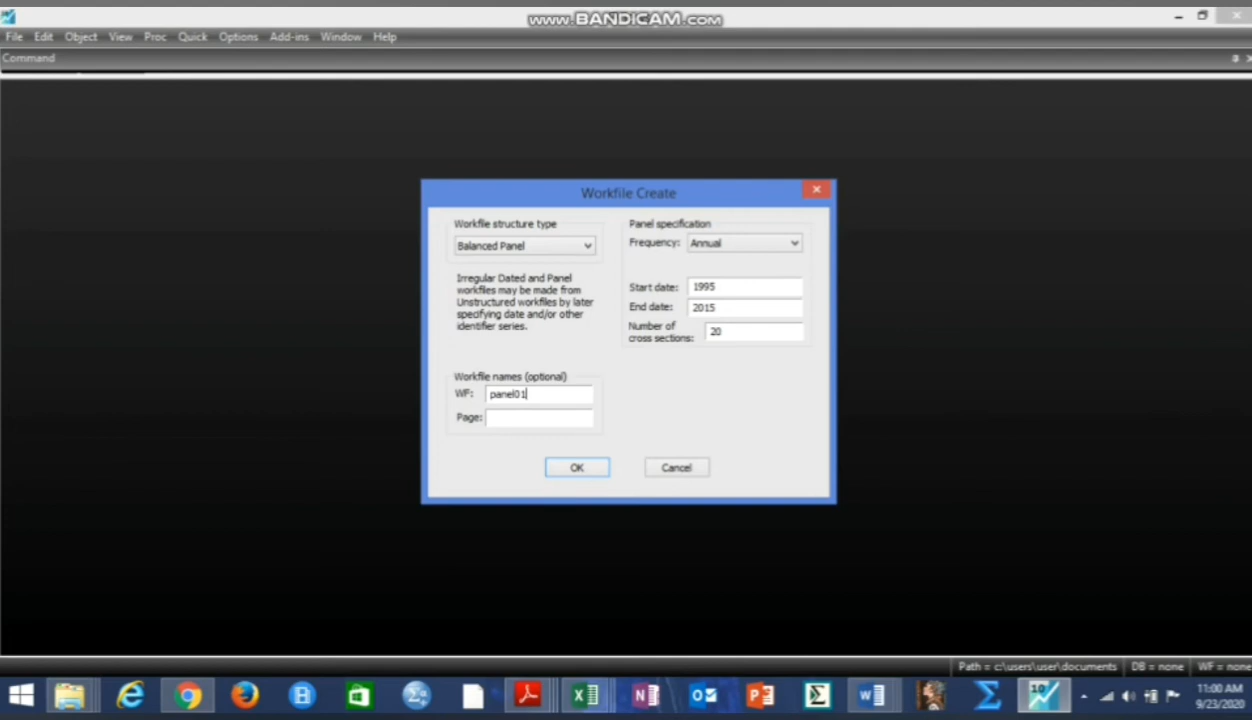 www.BANDICAM.com
File Edit Object View Proc Quick Options Add-ins Window Help
Command
Workfile Create
Workfile structure type
Balanced Panel
Irregular Dated and Panel
workfiles may be made from
Unstructured workfiles by later
specifying date and/or other
identifier series.
Panel specification
Frequency: Annual
Start date: 1995
End date: 2015
Number of
cross sections: 20
Workfile names (optional)
WF: panel01
Page:
OK Cancel
Path = c:\users\user\documents DB = none WF = none
11:00 AM
9/23/2020